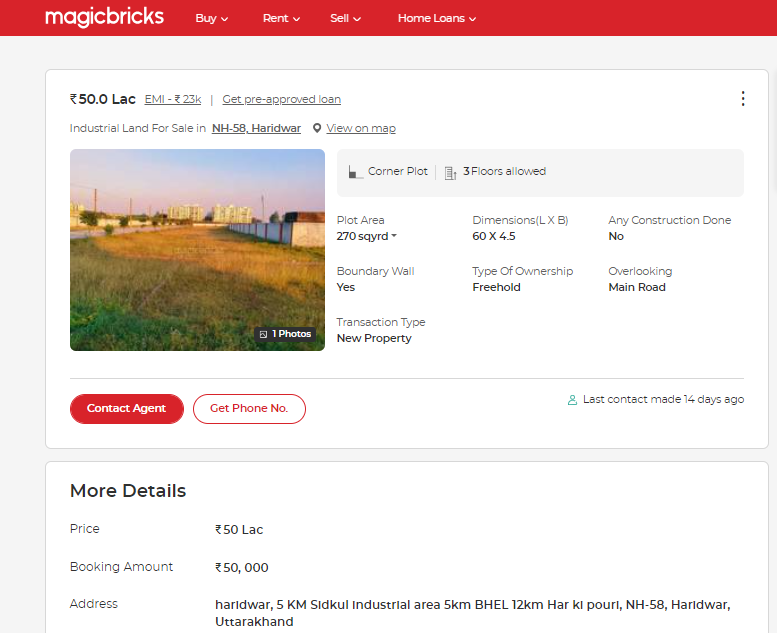 magicbricks Buy Rent Sell Home Loans
₹50.0 Lac EMI - ₹ 23k | Get pre-approved loan
Industrial Land For Sale in NH-58, Haridwar View on map
Corner Plot 3 Floors allowed
Plot Area Dimensions(L X B) Any Construction Done
270 sqyrd 60 X 4.5 No
Boundary Wall Type Of Ownership Overlooking
Yes Freehold Main Road
1 Photos
Transaction Type
New Property
Contact Agent Get Phone No. Last contact made 14 days ago
More Details
Price ₹50 Lac
Booking Amount ₹50, 000
Address haridwar, 5 KM Sidkul industrial area 5km BHEL 12km Har ki pouri, NH-58, Haridwar,
Uttarakhand